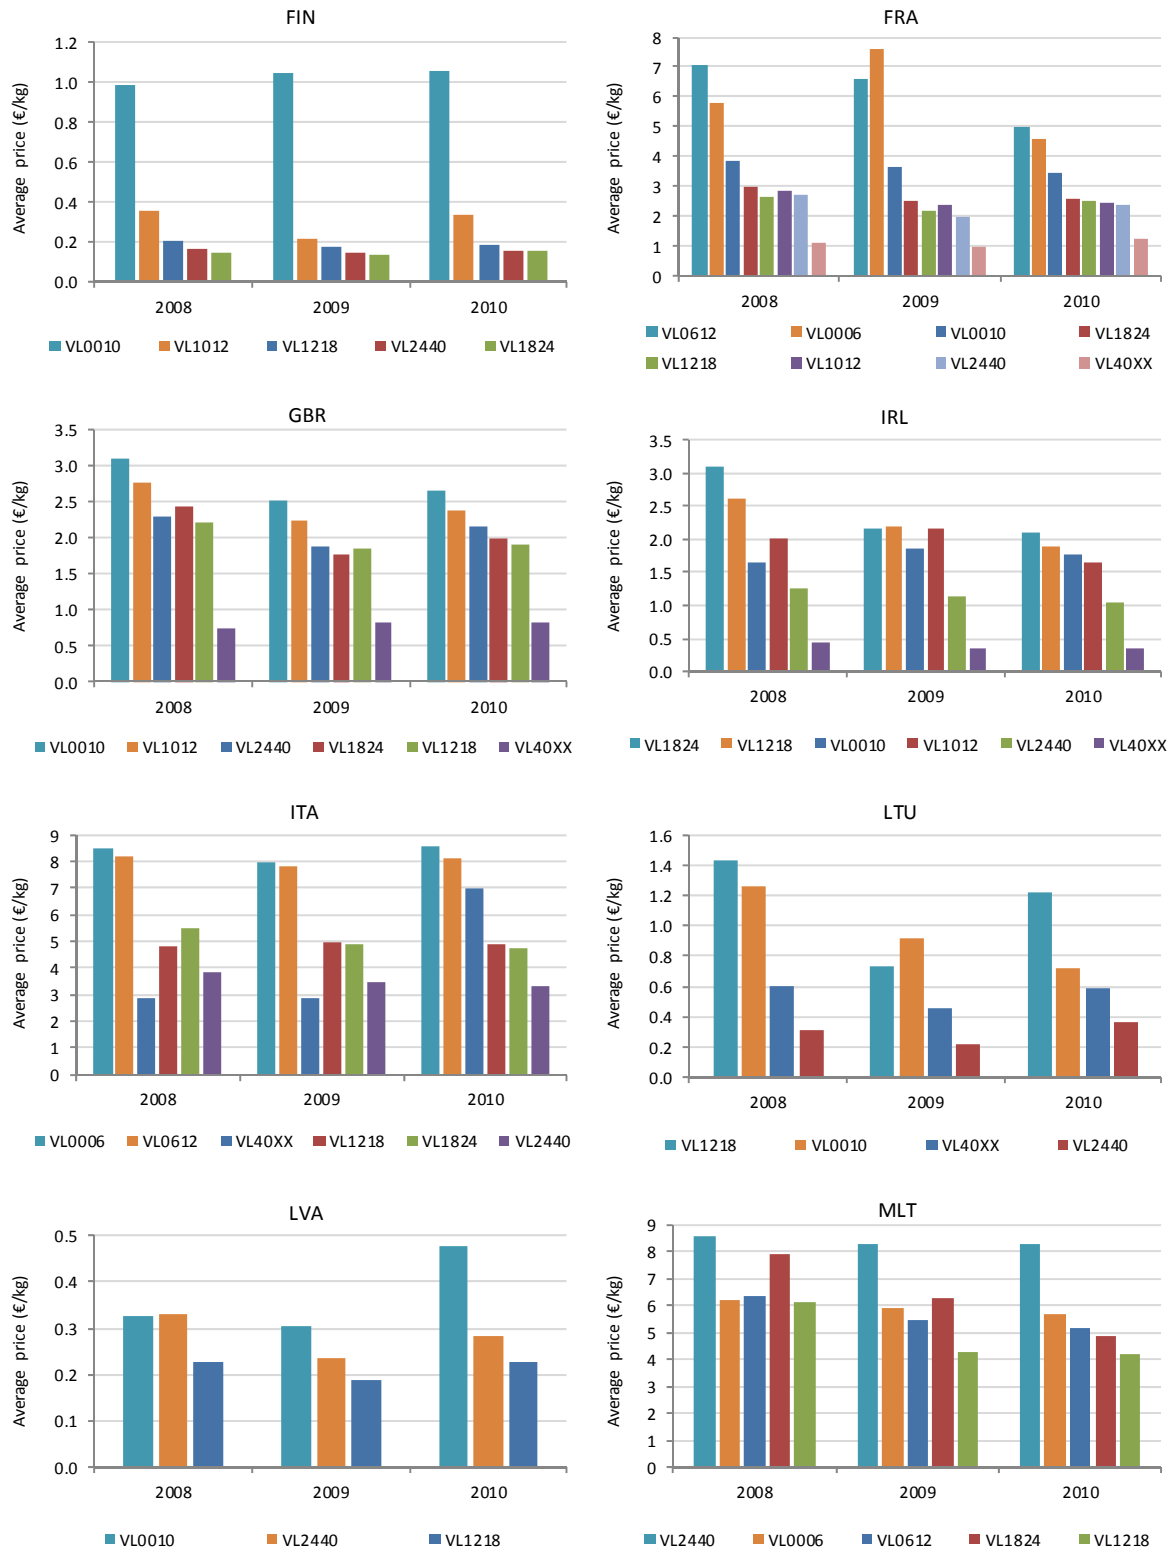 FIN
Average price (€/kg)
1.2
1.0
0.8
0.6
0.4
0.2
0.0
2008 2009 2010
VL0010 VL1012 VL1218 VL2440 VL1824
FRA
Average price (€/kg)
8
7
6
5
4
3
2
1
0
2008 2009 2010
VL0612 VL0006 VL0010 VL1824
VL1218 VL1012 VL2440 VL40XX
GBR
Average price (€/kg)
3.5
3.0
2.5
2.0
1.5
1.0
0.5
0.0
2008 2009 2010
VL0010 VL1012 VL2440 VL1824 VL1218 VL40XX
IRL
Average price (€/kg)
3.5
3.0
2.5
2.0
1.5
1.0
0.5
0.0
2008 2009 2010
VL1824 VL1218 VL0010 VL1012 VL2440 VL40XX
ITA
Average price (€/kg)
9
8
7
6
5
4
3
2
1
0
2008 2009 2010
VL0006 VL0612 VL40XX VL1218 VL1824 VL2440
LTU
Average price (€/kg)
1.6
1.4
1.2
1.0
0.8
0.6
0.4
0.2
0.0
2008 2009 2010
VL1218 VL0010 VL40XX VL2440
LVA
Average price (€/kg)
0.5
0.4
0.3
0.2
0.1
0.0
2008 2009 2010
VL0010 VL2440 VL1218
MLT
Average price (€/kg)
9
8
7
6
5
4
3
2
1
0
2008 2009 2010
VL2440 VL0006 VL0612 VL1824 VL1218